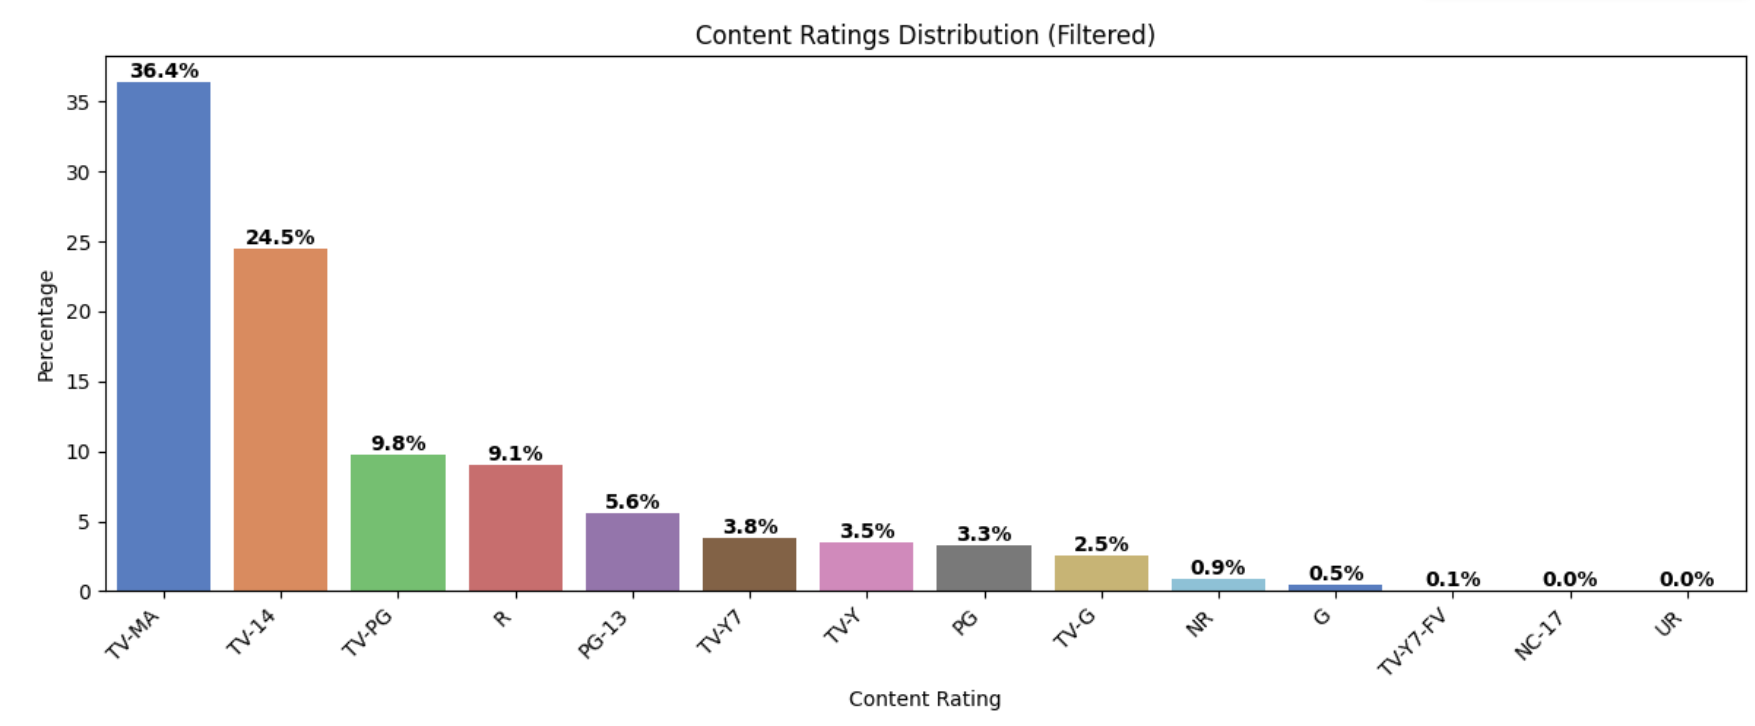 Content Ratings Distribution (Filtered)
36.4%
24.5%
9.8%
9.1%
5.6%
3.8%
3.5%
3.3%
2.5%
0.9%
0.5%
0.1%
0.0%
0.0%
Percentage
35
30
25
20
15
10
5
0
TV-MA
TV-14
TV-PG
R
PG-13
TV-Y7
TV-Y
PG
TV-G
NR
G
TV-Y7-FV
NC-17
UR
Content Rating